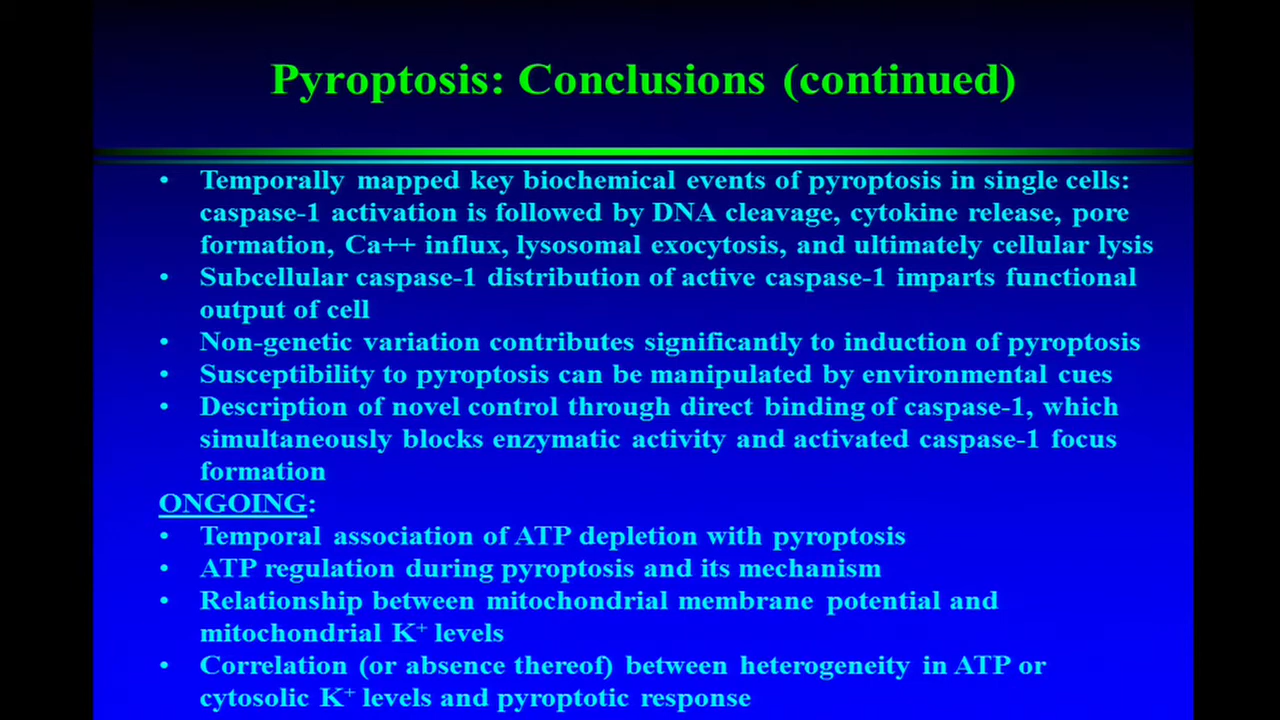 Pyroptosis: Conclusions (continued)
• Temporally mapped key biochemical events of pyroptosis in single cells:
caspase-1 activation is followed by DNA cleavage, cytokine release, pore
formation, Ca++ influx, lysosomal exocytosis, and ultimately cellular lysis
• Subcellular caspase-1 distribution of active caspase-1 imparts functional
output of cell
• Non-genetic variation contributes significantly to induction of pyroptosis
• Susceptibility to pyroptosis can be manipulated by environmental cues
• Description of novel control through direct binding of caspase-1, which
simultaneously blocks enzymatic activity and activated caspase-1 focus
formation
ONGOING:
• Temporal association of ATP depletion with pyroptosis
• ATP regulation during pyroptosis and its mechanism
• Relationship between mitochondrial membrane potential and
mitochondrial K⁺ levels
• Correlation (or absence thereof) between heterogeneity in ATP or
cytosolic K⁺ levels and pyroptotic response